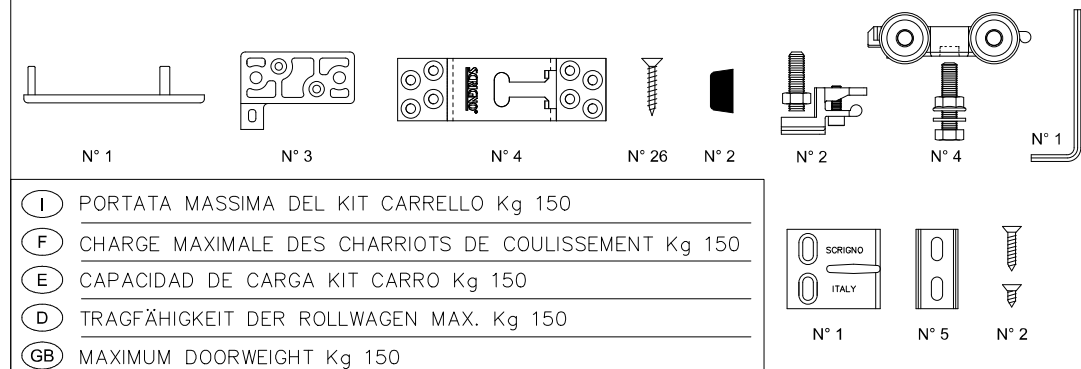 SCRIGNO
N° 1
N° 3
N° 4
N° 26
N° 2
N° 2
N° 4
N° 1
I PORTATA MASSIMA DEL KIT CARRELLO Kg 150
F CHARGE MAXIMALE DES CHARRIOTS DE COULISSEMENT Kg 150
E CAPACIDAD DE CARGA KIT CARRO Kg 150
D TRAGFÄHIGKEIT DER ROLLWAGEN MAX. Kg 150
GB MAXIMUM DOORWEIGHT Kg 150
SCRIGNO
ITALY
N° 1
N° 5
N° 2